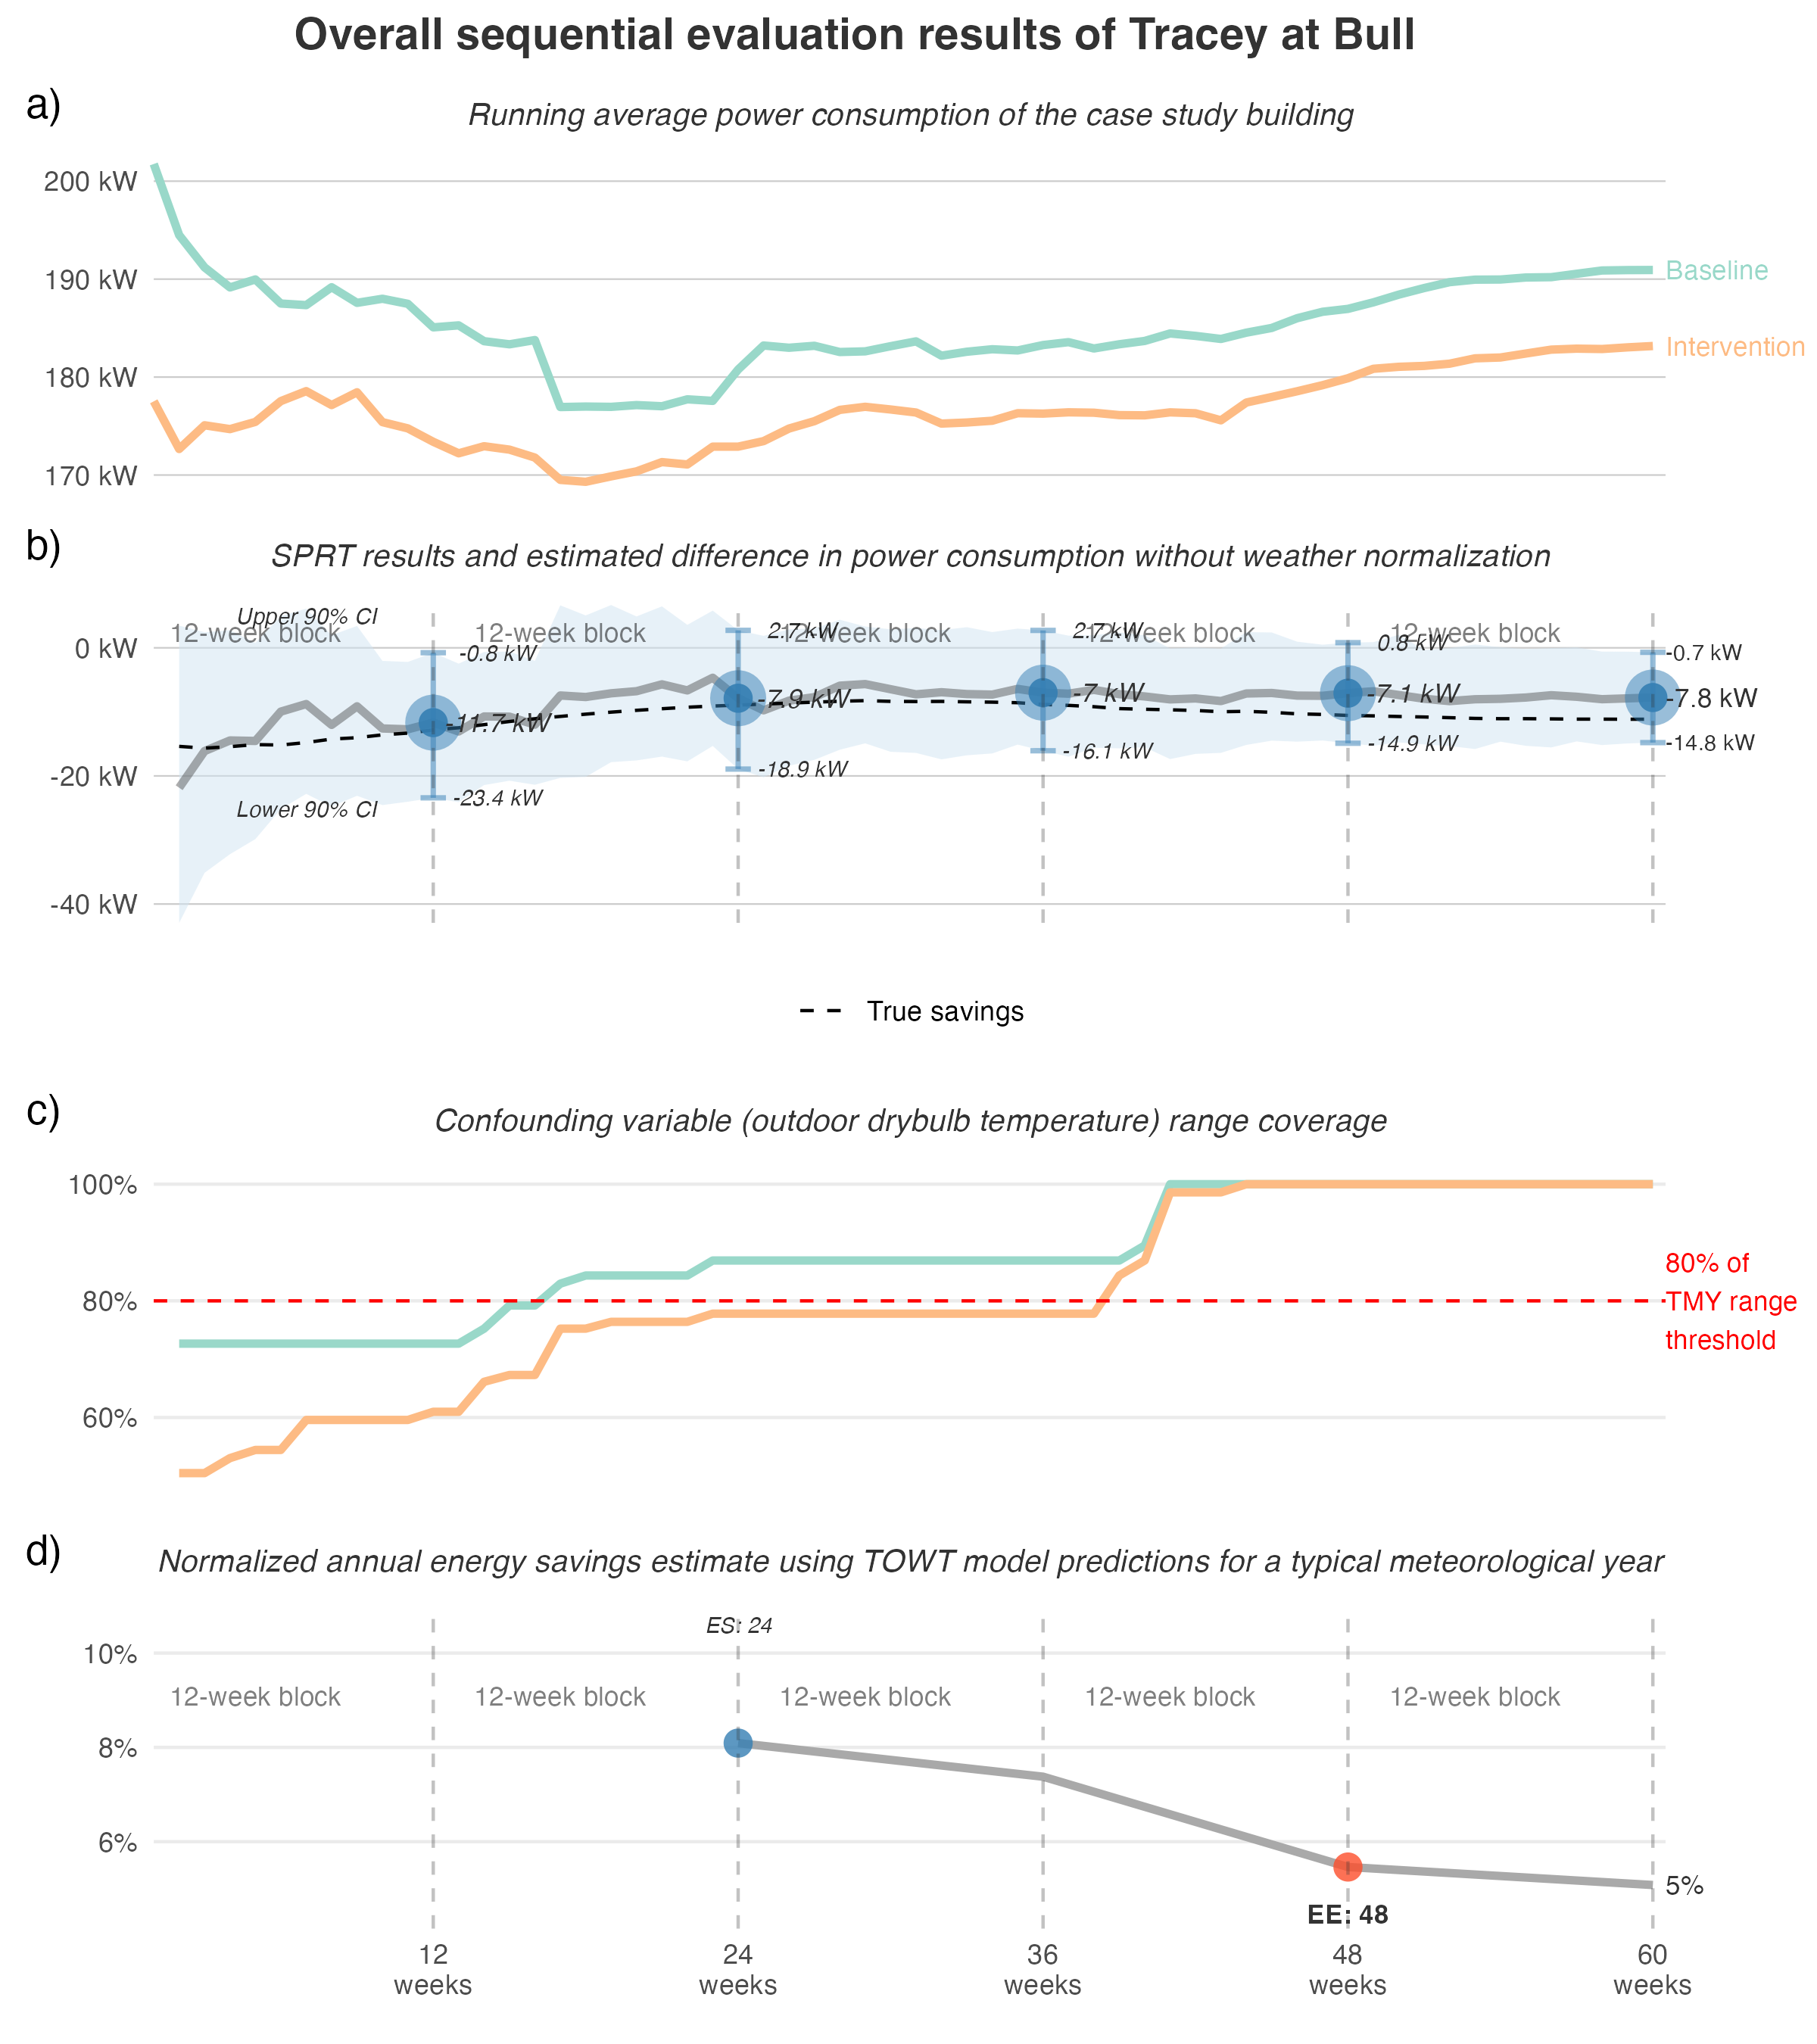 Overall sequential evaluation results of Tracey at Bull
a)
Running average power consumption of the case study building
200 kW
190 kW
180 kW
170 kW
Baseline
Intervention
b)
SPRT results and estimated difference in power consumption without weather normalization
Upper 90% CI
12-week block
12-week block
12-week block
12-week block
12-week block
0 kW
-20 kW
-40 kW
-0.8 kW
2.7 kW
2.7 kW
0.8 kW
-0.7 kW
-11.7 kW
-7.9 kW
-7 kW
-7.1 kW
-7.8 kW
-23.4 kW
-18.9 kW
-16.1 kW
-14.9 kW
-14.8 kW
Lower 90% CI
True savings
c)
Confounding variable (outdoor drybulb temperature) range coverage
100%
80%
60%
80% of
TMY range
threshold
d)
Normalized annual energy savings estimate using TOWT model predictions for a typical meteorological year
ES: 24
10%
8%
6%
12-week block
12-week block
12-week block
12-week block
12-week block
5%
EE: 48
12
weeks
24
weeks
36
weeks
48
weeks
60
weeks